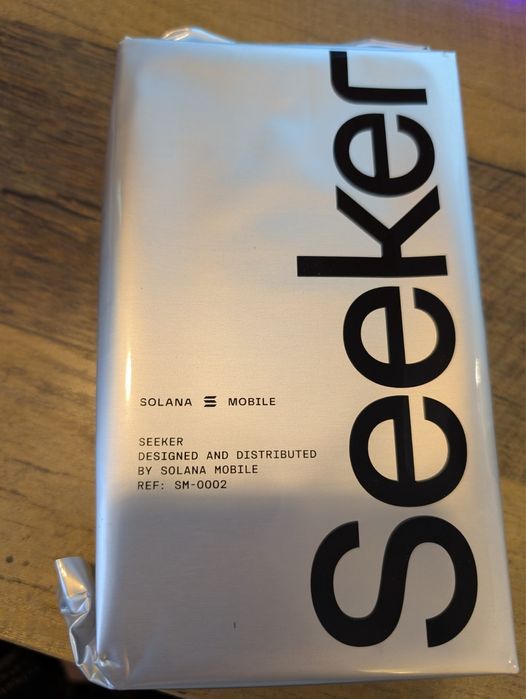 Seeker
SOLANA MOBILE
SEEKER
DESIGNED AND DISTRIBUTED
BY SOLANA MOBILE
REF: SM-0002